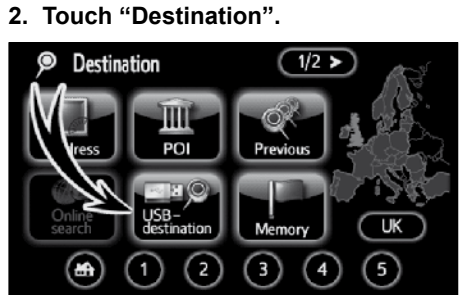 2. Touch “Destination”.
Destination
1/2 >
dress
POI
Previous
Online
search
USB-
destination
Memory
UK
1
2
3
4
5